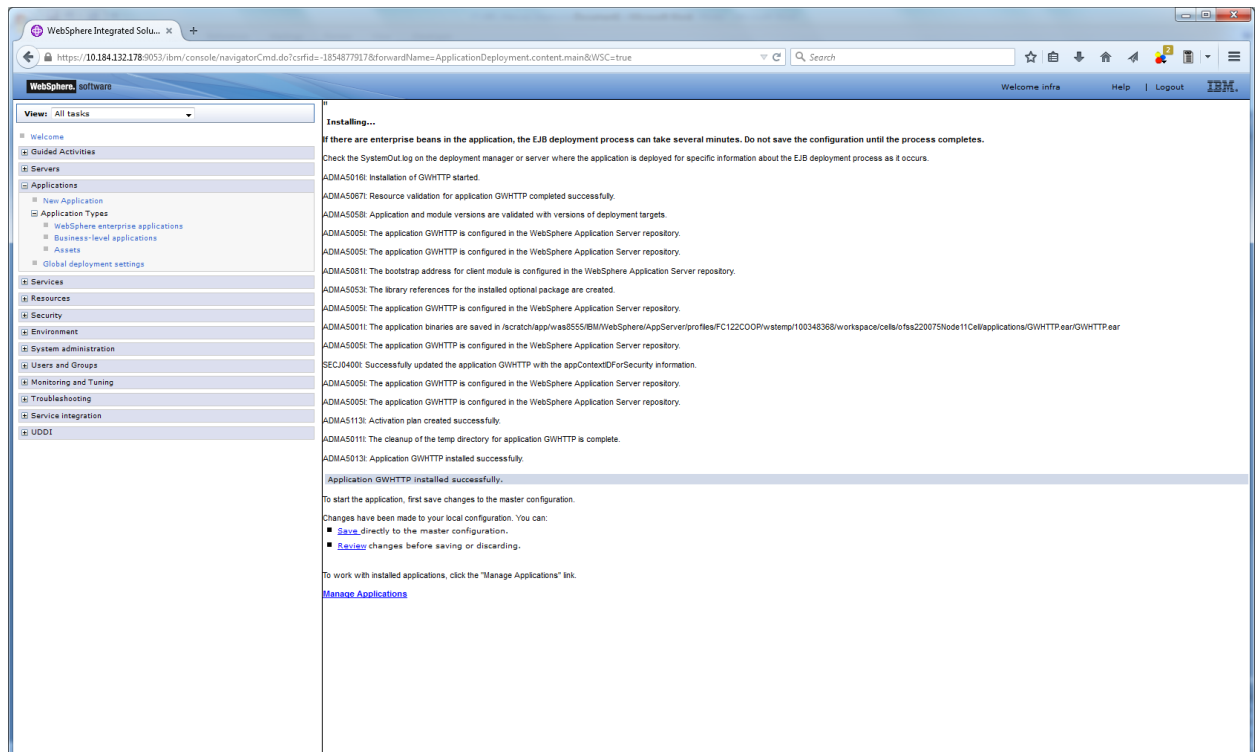 WebSphere Integrated Solu... ×
https://10.184.132.178:9053/ibm/console/navigatorCmd.do?csrfid=-1854877917&forwardName=ApplicationDeployment.content.main&WSC=true
Search
2
WebSphere. software
Welcome infra
Help | Logout
IBM.
View: All tasks
Welcome
Guided Activities
Servers
Applications
New Application
Application Types
WebSphere enterprise applications
Business-level applications
Assets
Global deployment settings
Services
Resources
Security
Environment
System administration
Users and Groups
Monitoring and Tuning
Troubleshooting
Service integration
UDDI
"
Installing...
If there are enterprise beans in the application, the EJB deployment process can take several minutes. Do not save the configuration until the process completes.
Check the SystemOut.log on the deployment manager or server where the application is deployed for specific information about the EJB deployment process as it occurs.
ADMA5016I: Installation of GWHTTP started.
ADMA5067I: Resource validation for application GWHTTP completed successfully.
ADMA5058I: Application and module versions are validated with versions of deployment targets.
ADMA5005I: The application GWHTTP is configured in the WebSphere Application Server repository.
ADMA5005I: The application GWHTTP is configured in the WebSphere Application Server repository.
ADMA5081I: The bootstrap address for client module is configured in the WebSphere Application Server repository.
ADMA5053I: The library references for the installed optional package are created.
ADMA5005I: The application GWHTTP is configured in the WebSphere Application Server repository.
ADMA5001I: The application binaries are saved in /scratch/app/was8555/IBM/WebSphere/AppServer/profiles/FC122COOP/wstemp/100348368/workspace/cells/ofss220075Node11Cell/applications/GWHTTP.ear/GWHTTP.ear
ADMA5005I: The application GWHTTP is configured in the WebSphere Application Server repository.
SECJ0400I: Successfully updated the application GWHTTP with the appContextIDForSecurity information.
ADMA5005I: The application GWHTTP is configured in the WebSphere Application Server repository.
ADMA5005I: The application GWHTTP is configured in the WebSphere Application Server repository.
ADMA5113I: Activation plan created successfully.
ADMA5011I: The cleanup of the temp directory for application GWHTTP is complete.
ADMA5013I: Application GWHTTP installed successfully.
Application GWHTTP installed successfully.
To start the application, first save changes to the master configuration.
Changes have been made to your local configuration. You can:
Save directly to the master configuration.
Review changes before saving or discarding.
To work with installed applications, click the "Manage Applications" link.
Manage Applications